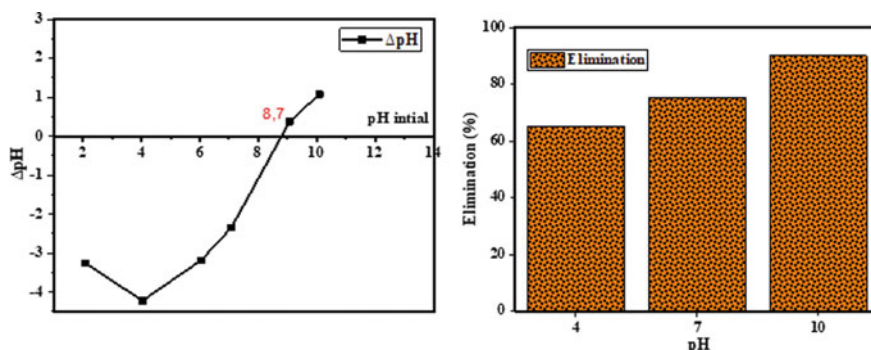 3
2
1
0
-1
-2
-3
-4
ΔpH
ΔpH
8,7
pH intial
2 4 6 8 10 12 14
100
80
60
40
20
0
Elimination (%)
Elimination
4 7 10
pH